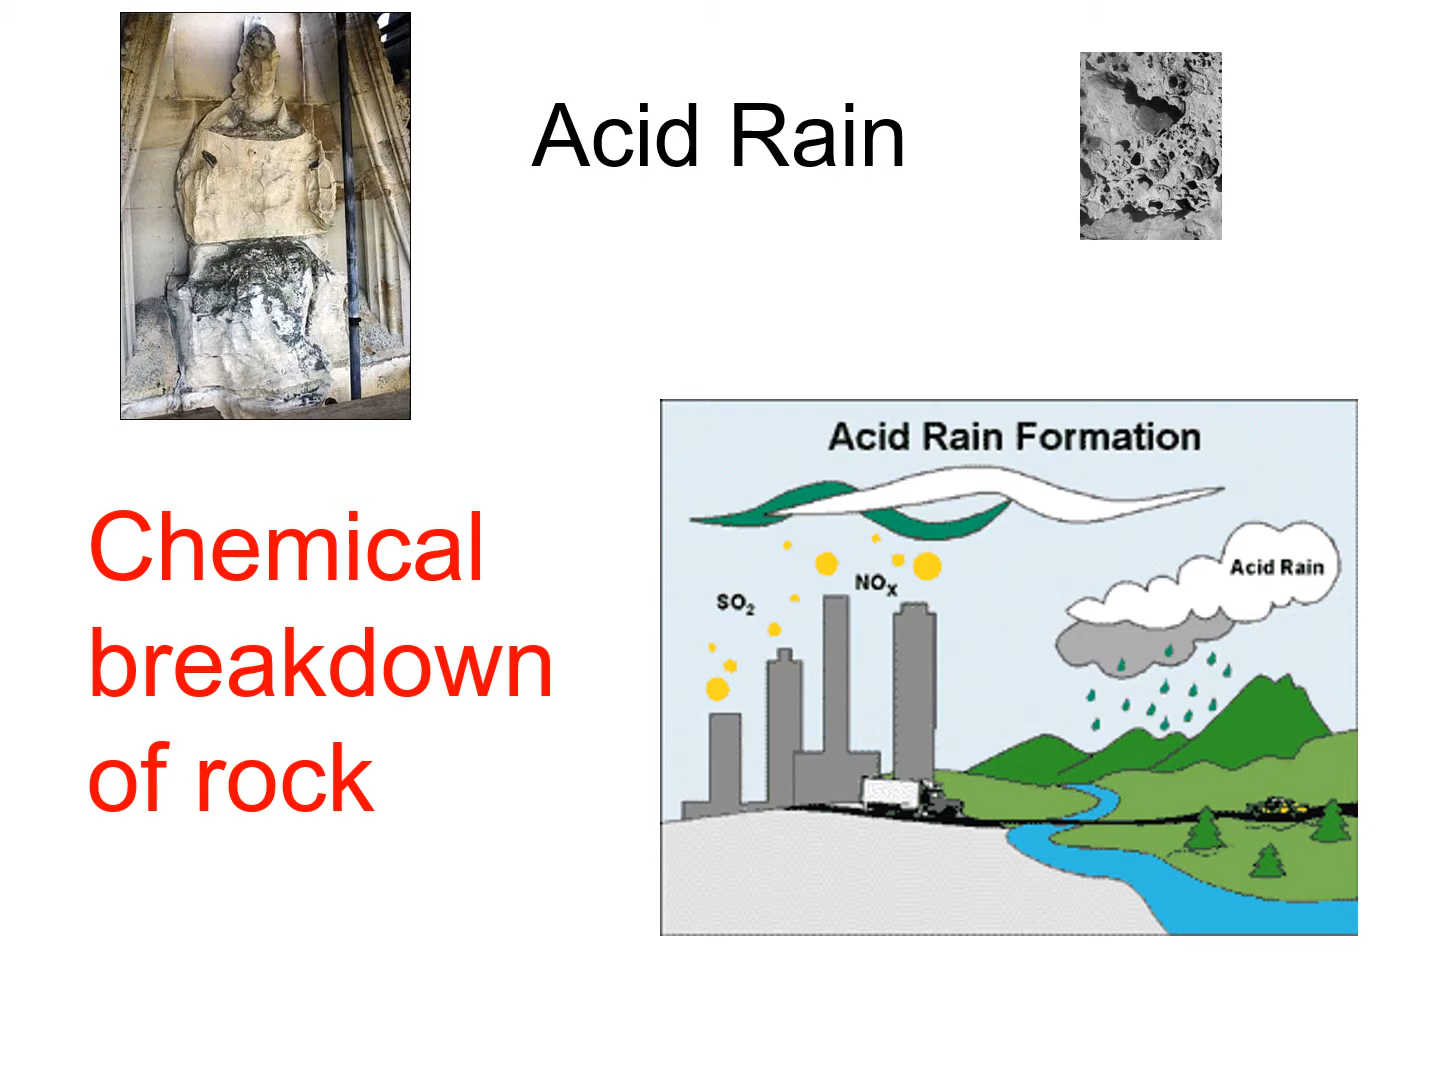 Acid Rain
Chemical
breakdown
of rock
Acid Rain Formation
SO₂
NOₓ
Acid Rain